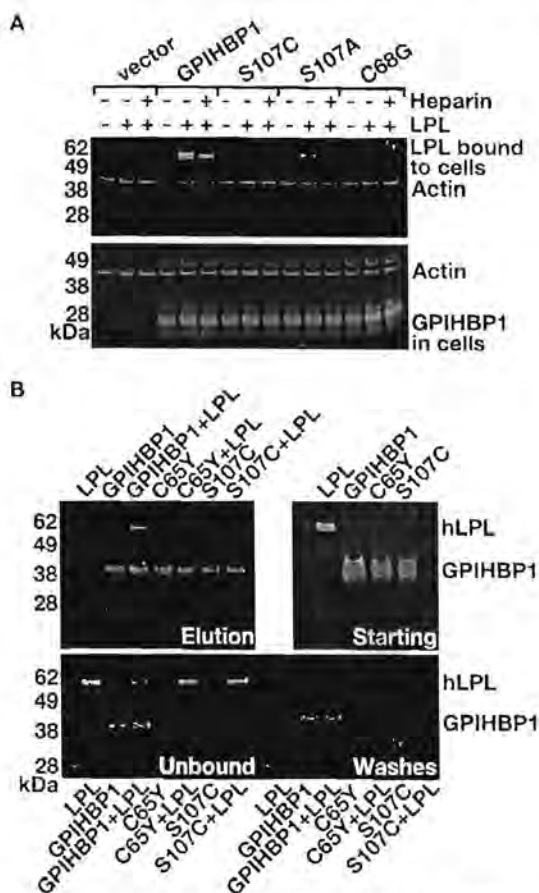 A
vector
GPIHBP1
S107C
S107A
C68G
- - + - - + - - + - - + - - + Heparin
- + + - + + - + + - + + - + + LPL
62
49
38
28
LPL bound
to cells
Actin
49
38
28
kDa
Actin
GPIHBP1
in cells
B
LPL
GPIHBP1
GPIHBP1+LPL
C65Y
C65Y+LPL
S107C
S107C+LPL
LPL
GPIHBP1
C65Y
S107C
62
49
38
28
Elution
Starting
hLPL
GPIHBP1
62
49
38
28
kDa
Unbound
Washes
hLPL
GPIHBP1
LPL
GPIHBP1
GPIHBP1+LPL
C65Y
C65Y+LPL
S107C
S107C+LPL
LPL
GPIHBP1
GPIHBP1+LPL
C65Y
C65Y+LPL
S107C
S107C+LPL